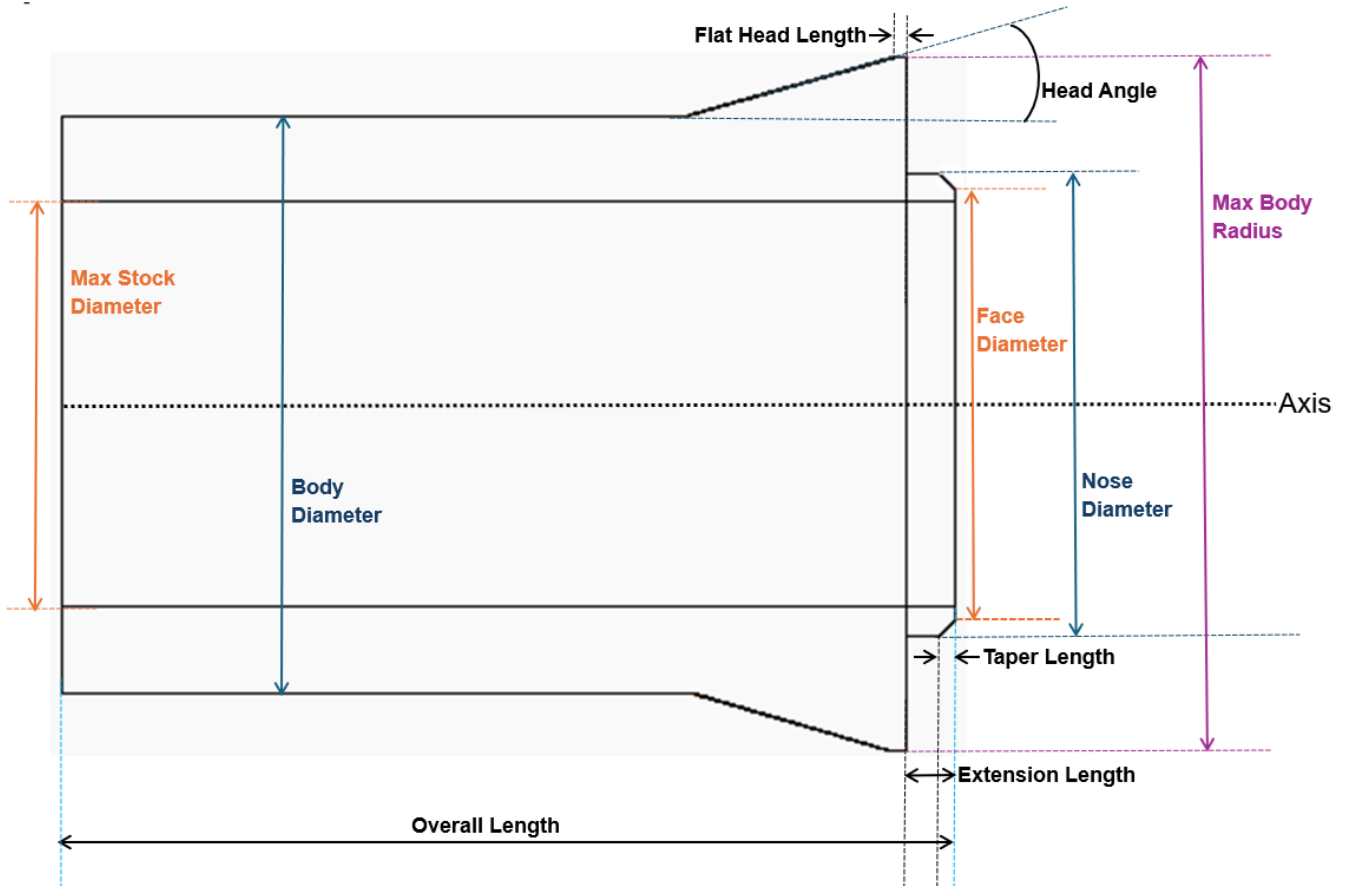 Flat Head Length
Head Angle
Max Body
Radius
Max Stock
Diameter
Face
Diameter
Axis
Body
Diameter
Nose
Diameter
Taper Length
Extension Length
Overall Length